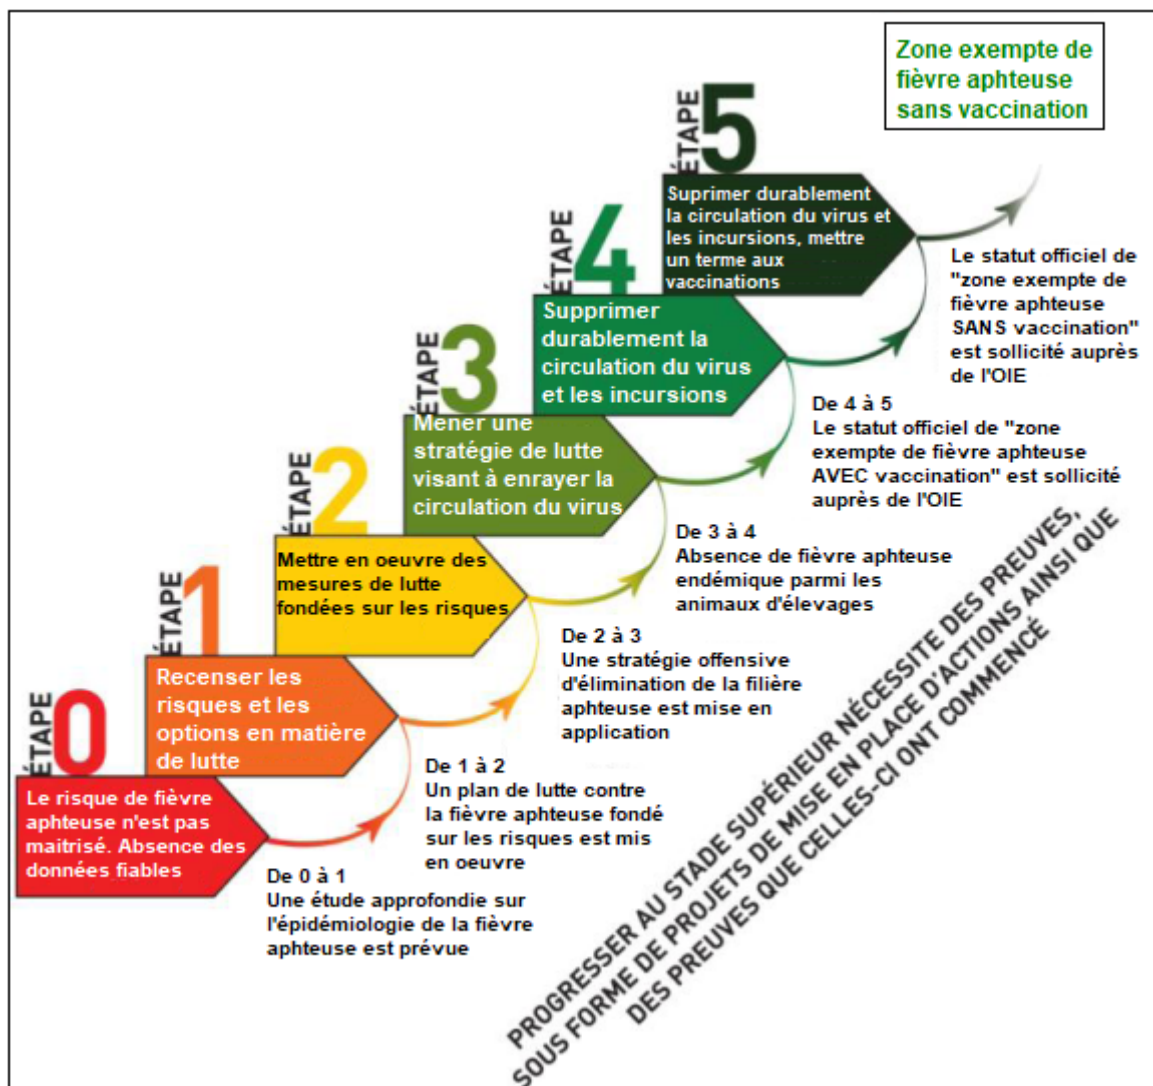 Zone exempte de
fièvre aphteuse
sans vaccination
ÉTAPE
5
Suprimer durablement
la circulation du virus et
les incursions, mettre
un terme aux
vaccinations
Le statut officiel de
"zone exempte de
fièvre aphteuse
SANS vaccination"
est sollicité auprès
de l'OIE
ÉTAPE
4
Supprimer
durablement la
circulation du virus
et les incursions
De 4 à 5
Le statut officiel de "zone
exempte de fièvre aphteuse
AVEC vaccination" est sollicité
auprès de l'OIE
ÉTAPE
3
Mener une
stratégie de lutte
visant à enrayer la
circulation du virus
De 3 à 4
Absence de fièvre aphteuse
endémique parmi les
animaux d'élevages
ÉTAPE
2
Mettre en oeuvre des
mesures de lutte
fondées sur les risques
De 2 à 3
Une stratégie offensive
d'élimination de la filière
aphteuse est mise en
application
ÉTAPE
1
Recenser les
risques et les
options en matière
de lutte
De 1 à 2
Un plan de lutte contre
la fièvre aphteuse fondé
sur les risques est mis
en oeuvre
ÉTAPE
0
Le risque de fièvre
aphteuse n'est pas
maitrisé. Absence des
données fiables
De 0 à 1
Une étude approfondie sur
l'épidémiologie de la fièvre
aphteuse est prévue
PROGRESSER AU STADE SUPÉRIEUR NÉCESSITE DES PREUVES,
SOUS FORME DE PROJETS DE MISE EN PLACE D'ACTIONS AINSI QUE
DES PREUVES QUE CELLES-CI ONT COMMENCÉ